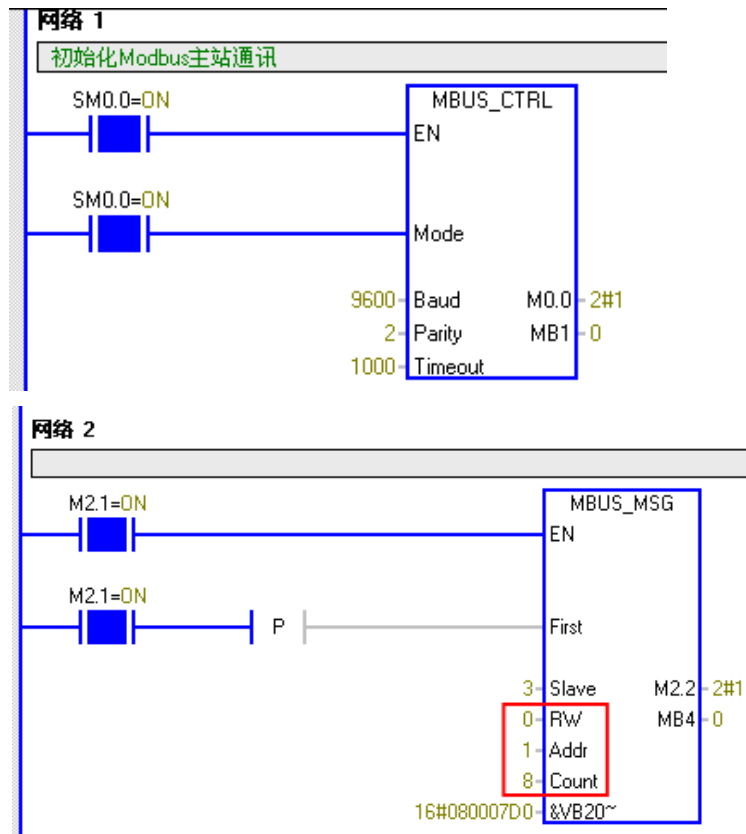 网络 1
初始化Modbus主站通讯
SM0.0=ON
MBUS_CTRL
EN
SM0.0=ON
Mode
9600 Baud M0.0 2#1
2 Parity MB1 0
1000 Timeout
网络 2
M2.1=ON
MBUS_MSG
EN
M2.1=ON
P
First
3 Slave M2.2 2#1
0 RW MB4 0
1 Addr
8 Count
16#080007D0 &VB20~